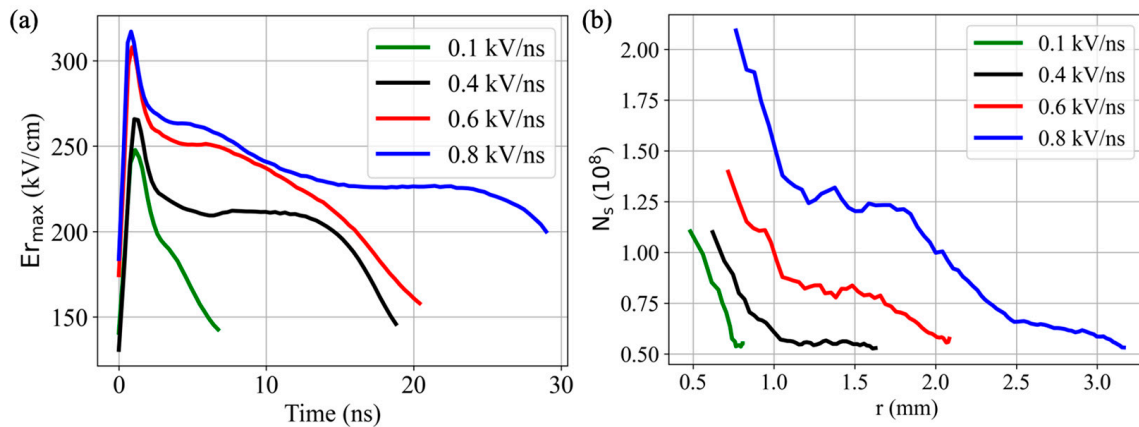 (a)
300
250
200
150
Er_max (kV/cm)
0 10 20 30
Time (ns)
0.1 kV/ns
0.4 kV/ns
0.6 kV/ns
0.8 kV/ns
(b)
2.00
1.75
1.50
1.25
1.00
0.75
0.50
N_s (10^8)
0.5 1.0 1.5 2.0 2.5 3.0
r (mm)
0.1 kV/ns
0.4 kV/ns
0.6 kV/ns
0.8 kV/ns